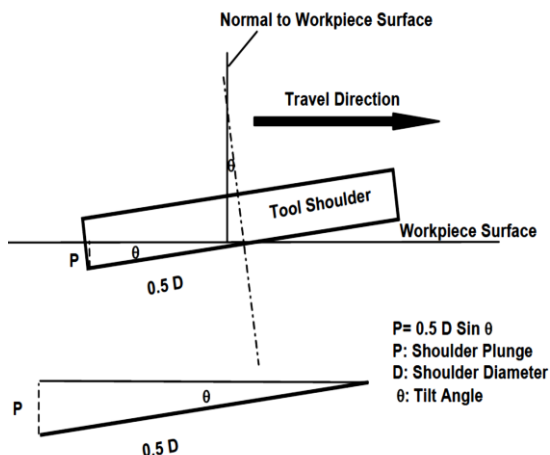 Normal to Workpiece Surface
Travel Direction
θ
Tool Shoulder
Workpiece Surface
P
θ
0.5 D
P= 0.5 D Sin θ
P: Shoulder Plunge
D: Shoulder Diameter
θ: Tilt Angle
P
θ
0.5 D